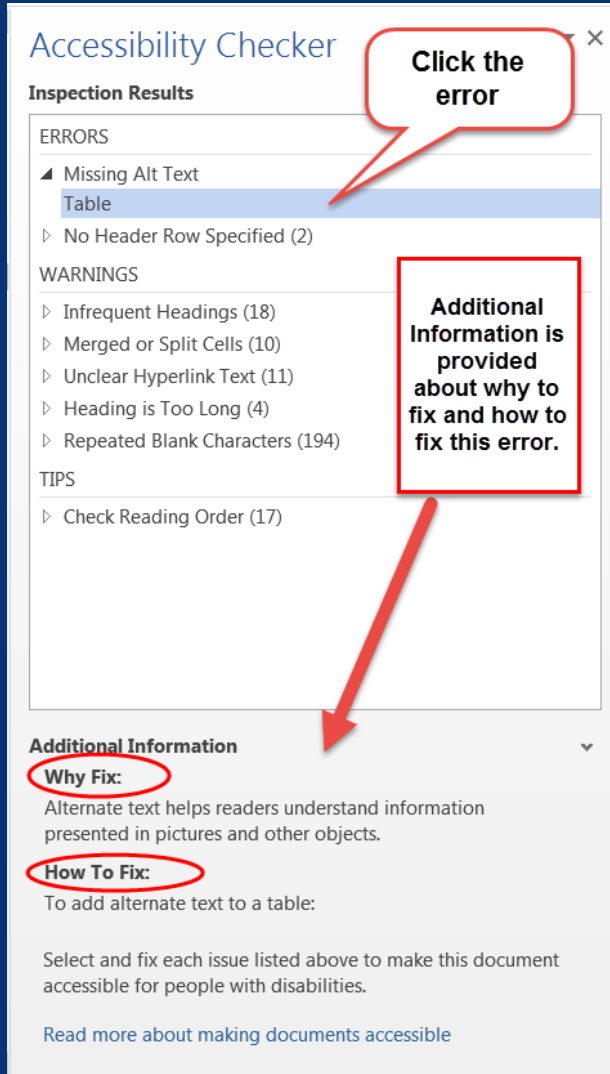 Accessibility Checker
Click the
error
Inspection Results
ERRORS
Missing Alt Text
Table
No Header Row Specified (2)
WARNINGS
Infrequent Headings (18)
Merged or Split Cells (10)
Unclear Hyperlink Text (11)
Heading is Too Long (4)
Repeated Blank Characters (194)
Additional
Information is
provided
about why to
fix and how to
fix this error.
TIPS
Check Reading Order (17)
Additional Information
Why Fix:
Alternate text helps readers understand information
presented in pictures and other objects.
How To Fix:
To add alternate text to a table:
Select and fix each issue listed above to make this document
accessible for people with disabilities.
Read more about making documents accessible